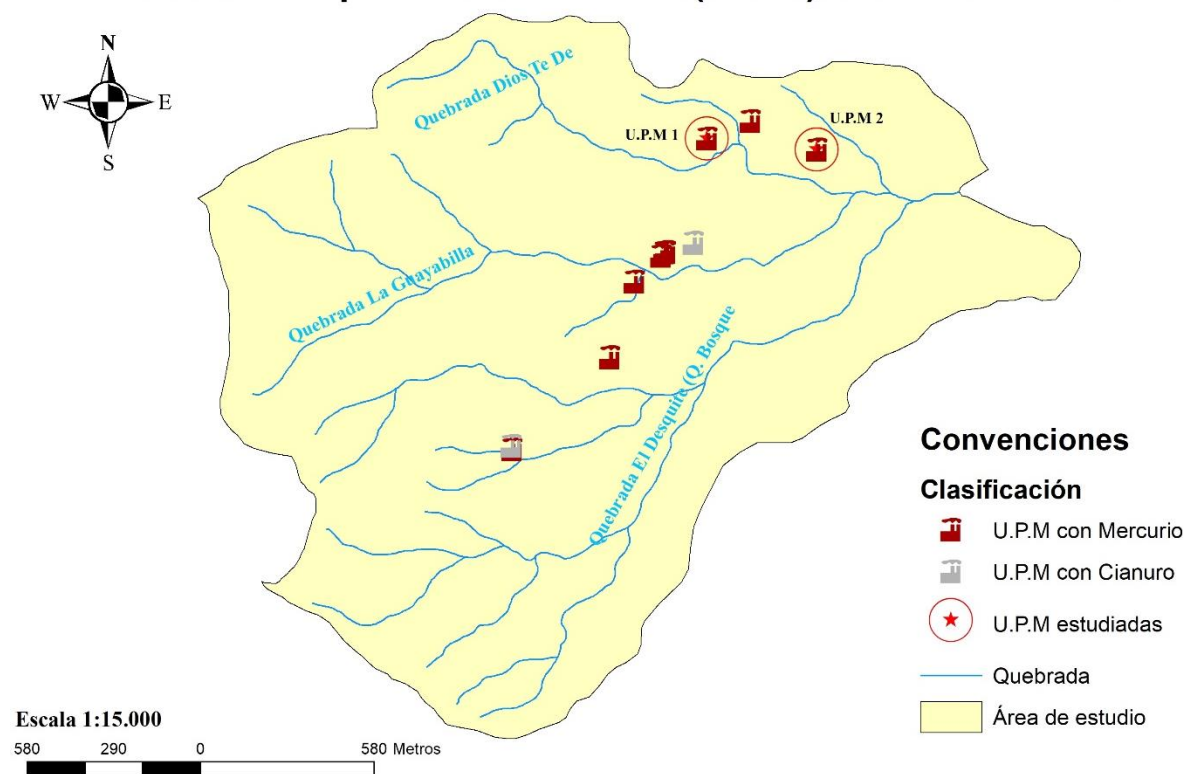 N
W E
S
Quebrada Dios Te De
U.P.M 1
U.P.M 2
Quebrada La Guayabilla
Quebrada El Desquite (Q. Bosque
Convenciones
Clasificación
U.P.M con Mercurio
U.P.M con Cianuro
U.P.M estudiadas
Quebrada
Área de estudio
Escala 1:15.000
580 290 0 580 Metros